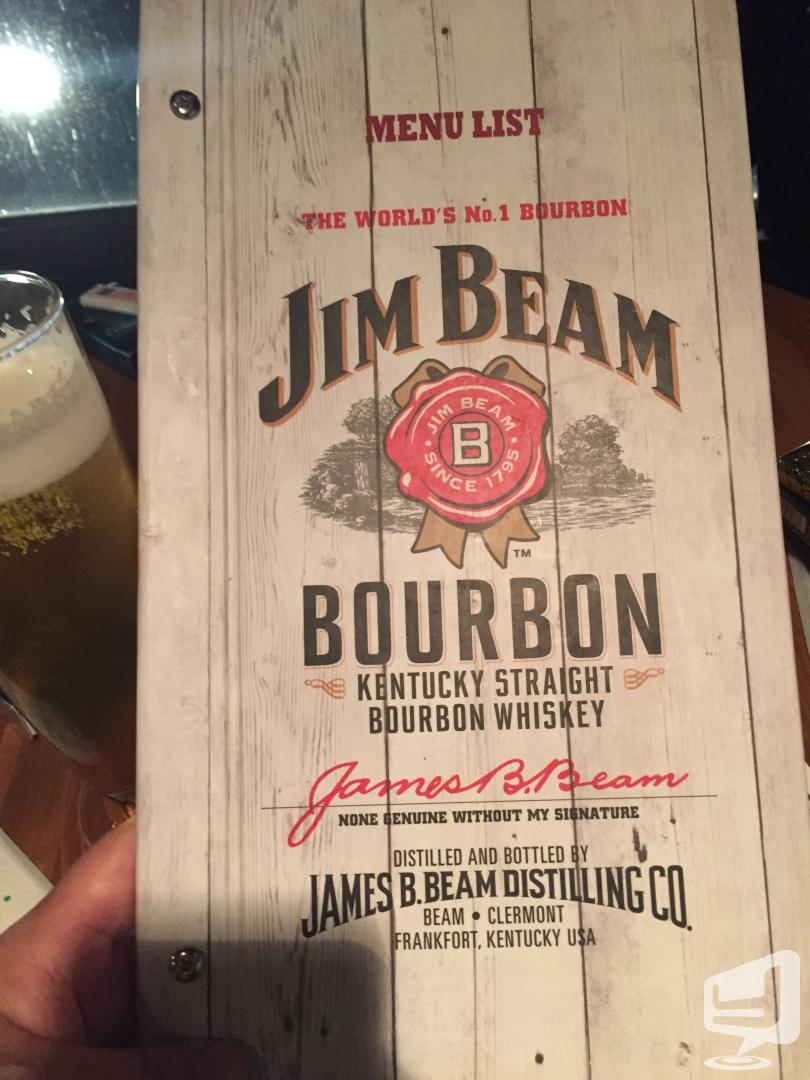 MENU LIST
THE WORLD'S No.1 BOURBON
JIM BEAM
JIM BEAM
B
SINCE 1795
TM
BOURBON
KENTUCKY STRAIGHT
BOURBON WHISKEY
James B. Beam
NONE GENUINE WITHOUT MY SIGNATURE
DISTILLED AND BOTTLED BY
JAMES B. BEAM DISTILLING CO.
BEAM • CLERMONT
FRANKFORT, KENTUCKY USA